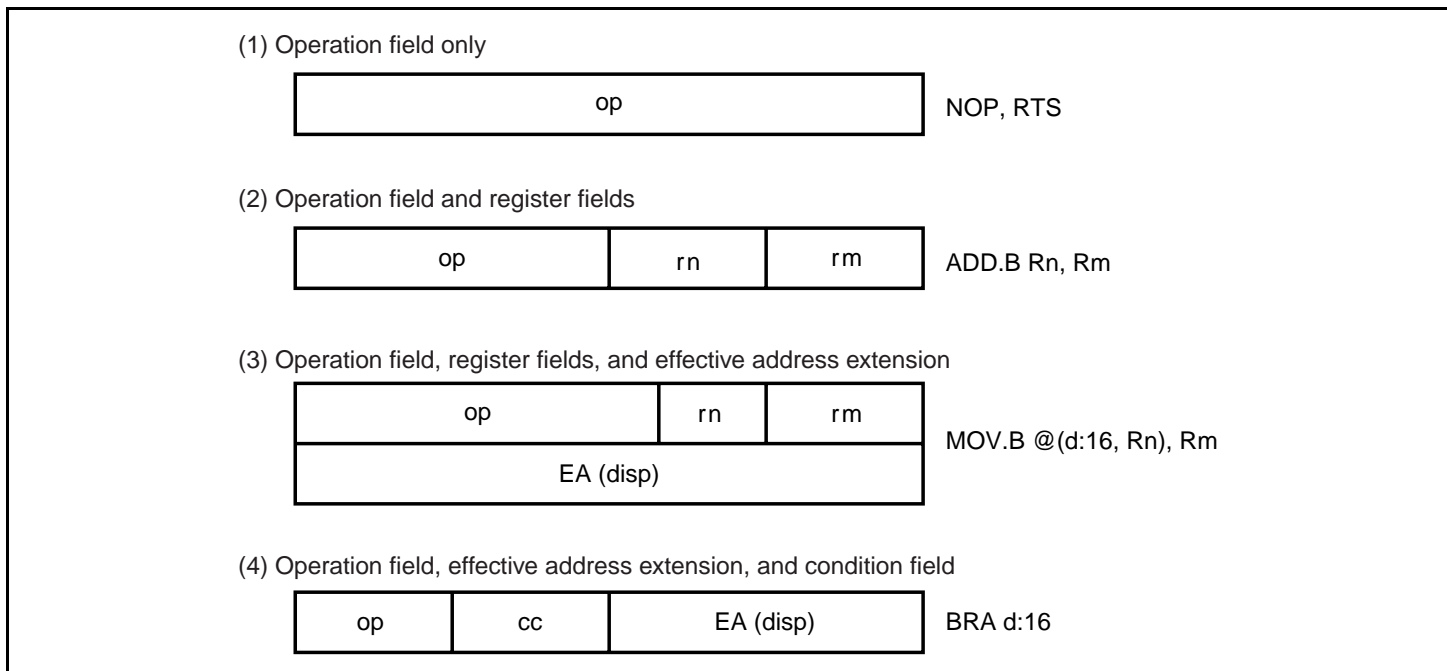 (1) Operation field only
op
NOP, RTS
(2) Operation field and register fields
op rn rm
ADD.B Rn, Rm
(3) Operation field, register fields, and effective address extension
op rn rm
EA (disp)
MOV.B @(d:16, Rn), Rm
(4) Operation field, effective address extension, and condition field
op cc EA (disp)
BRA d:16